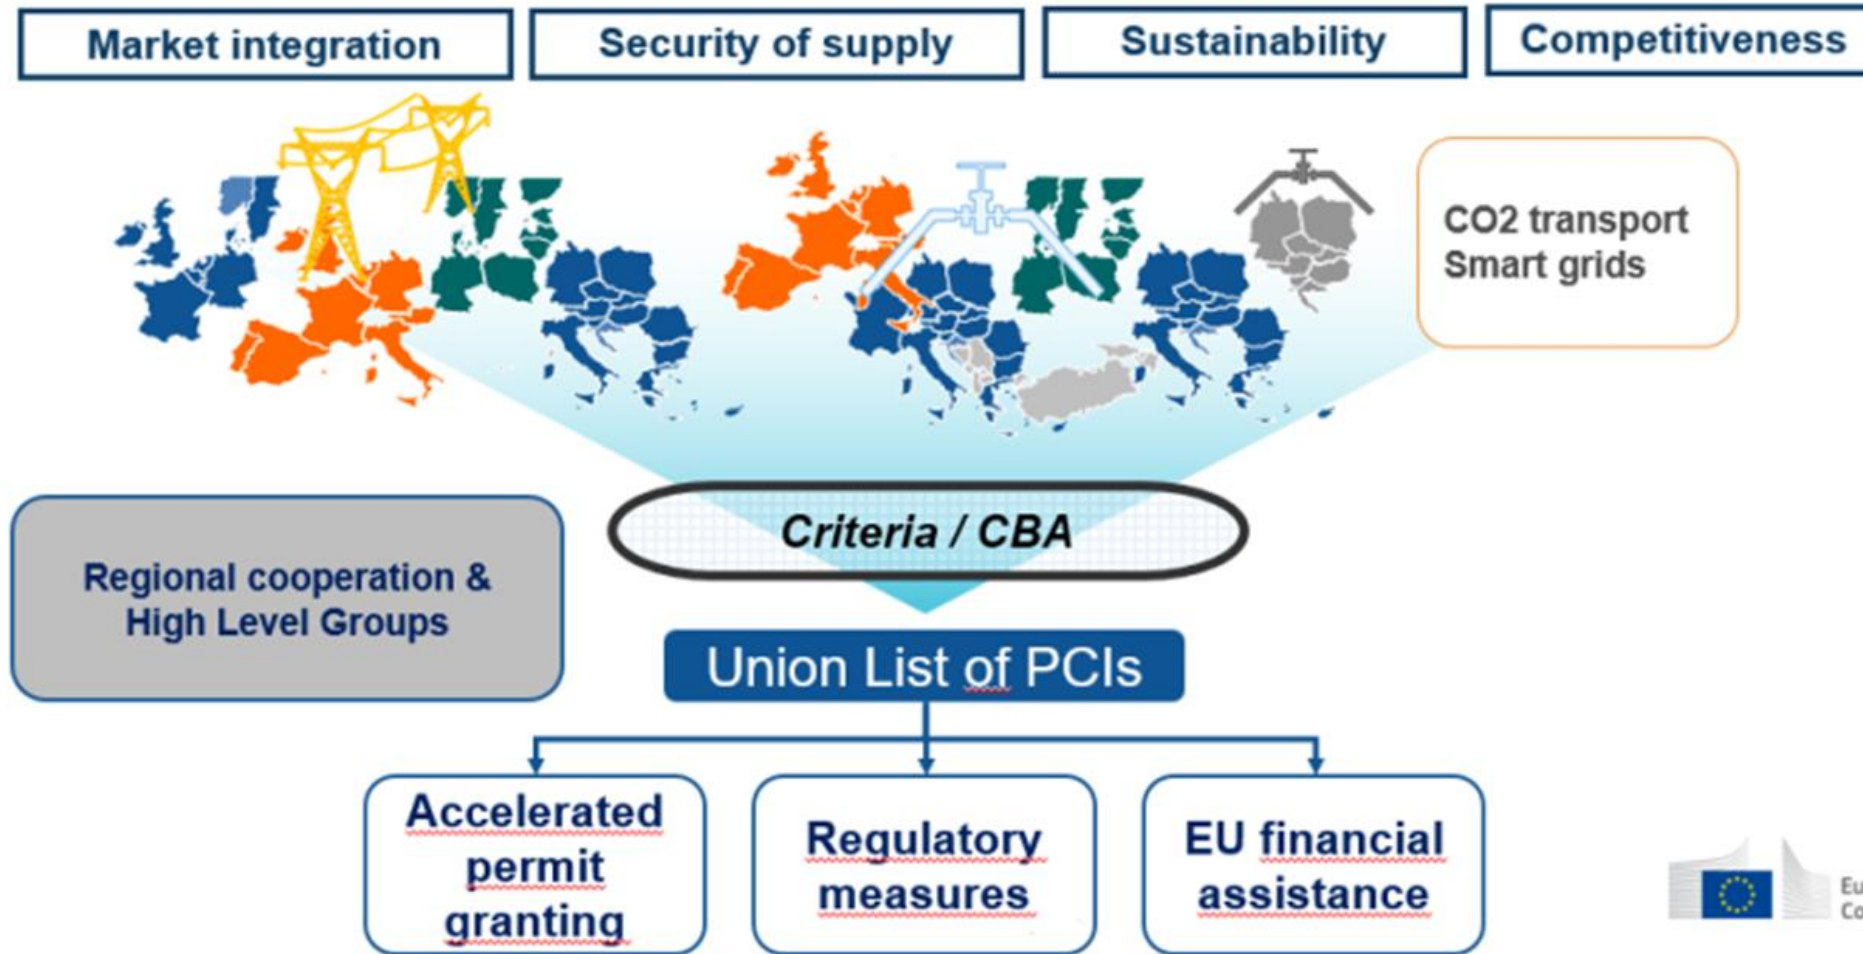 Market integration
Security of supply
Sustainability
Competitiveness
CO2 transport
Smart grids
Criteria / CBA
Regional cooperation &
High Level Groups
Union List of PCIs
Accelerated
permit
granting
Regulatory
measures
EU financial
assistance